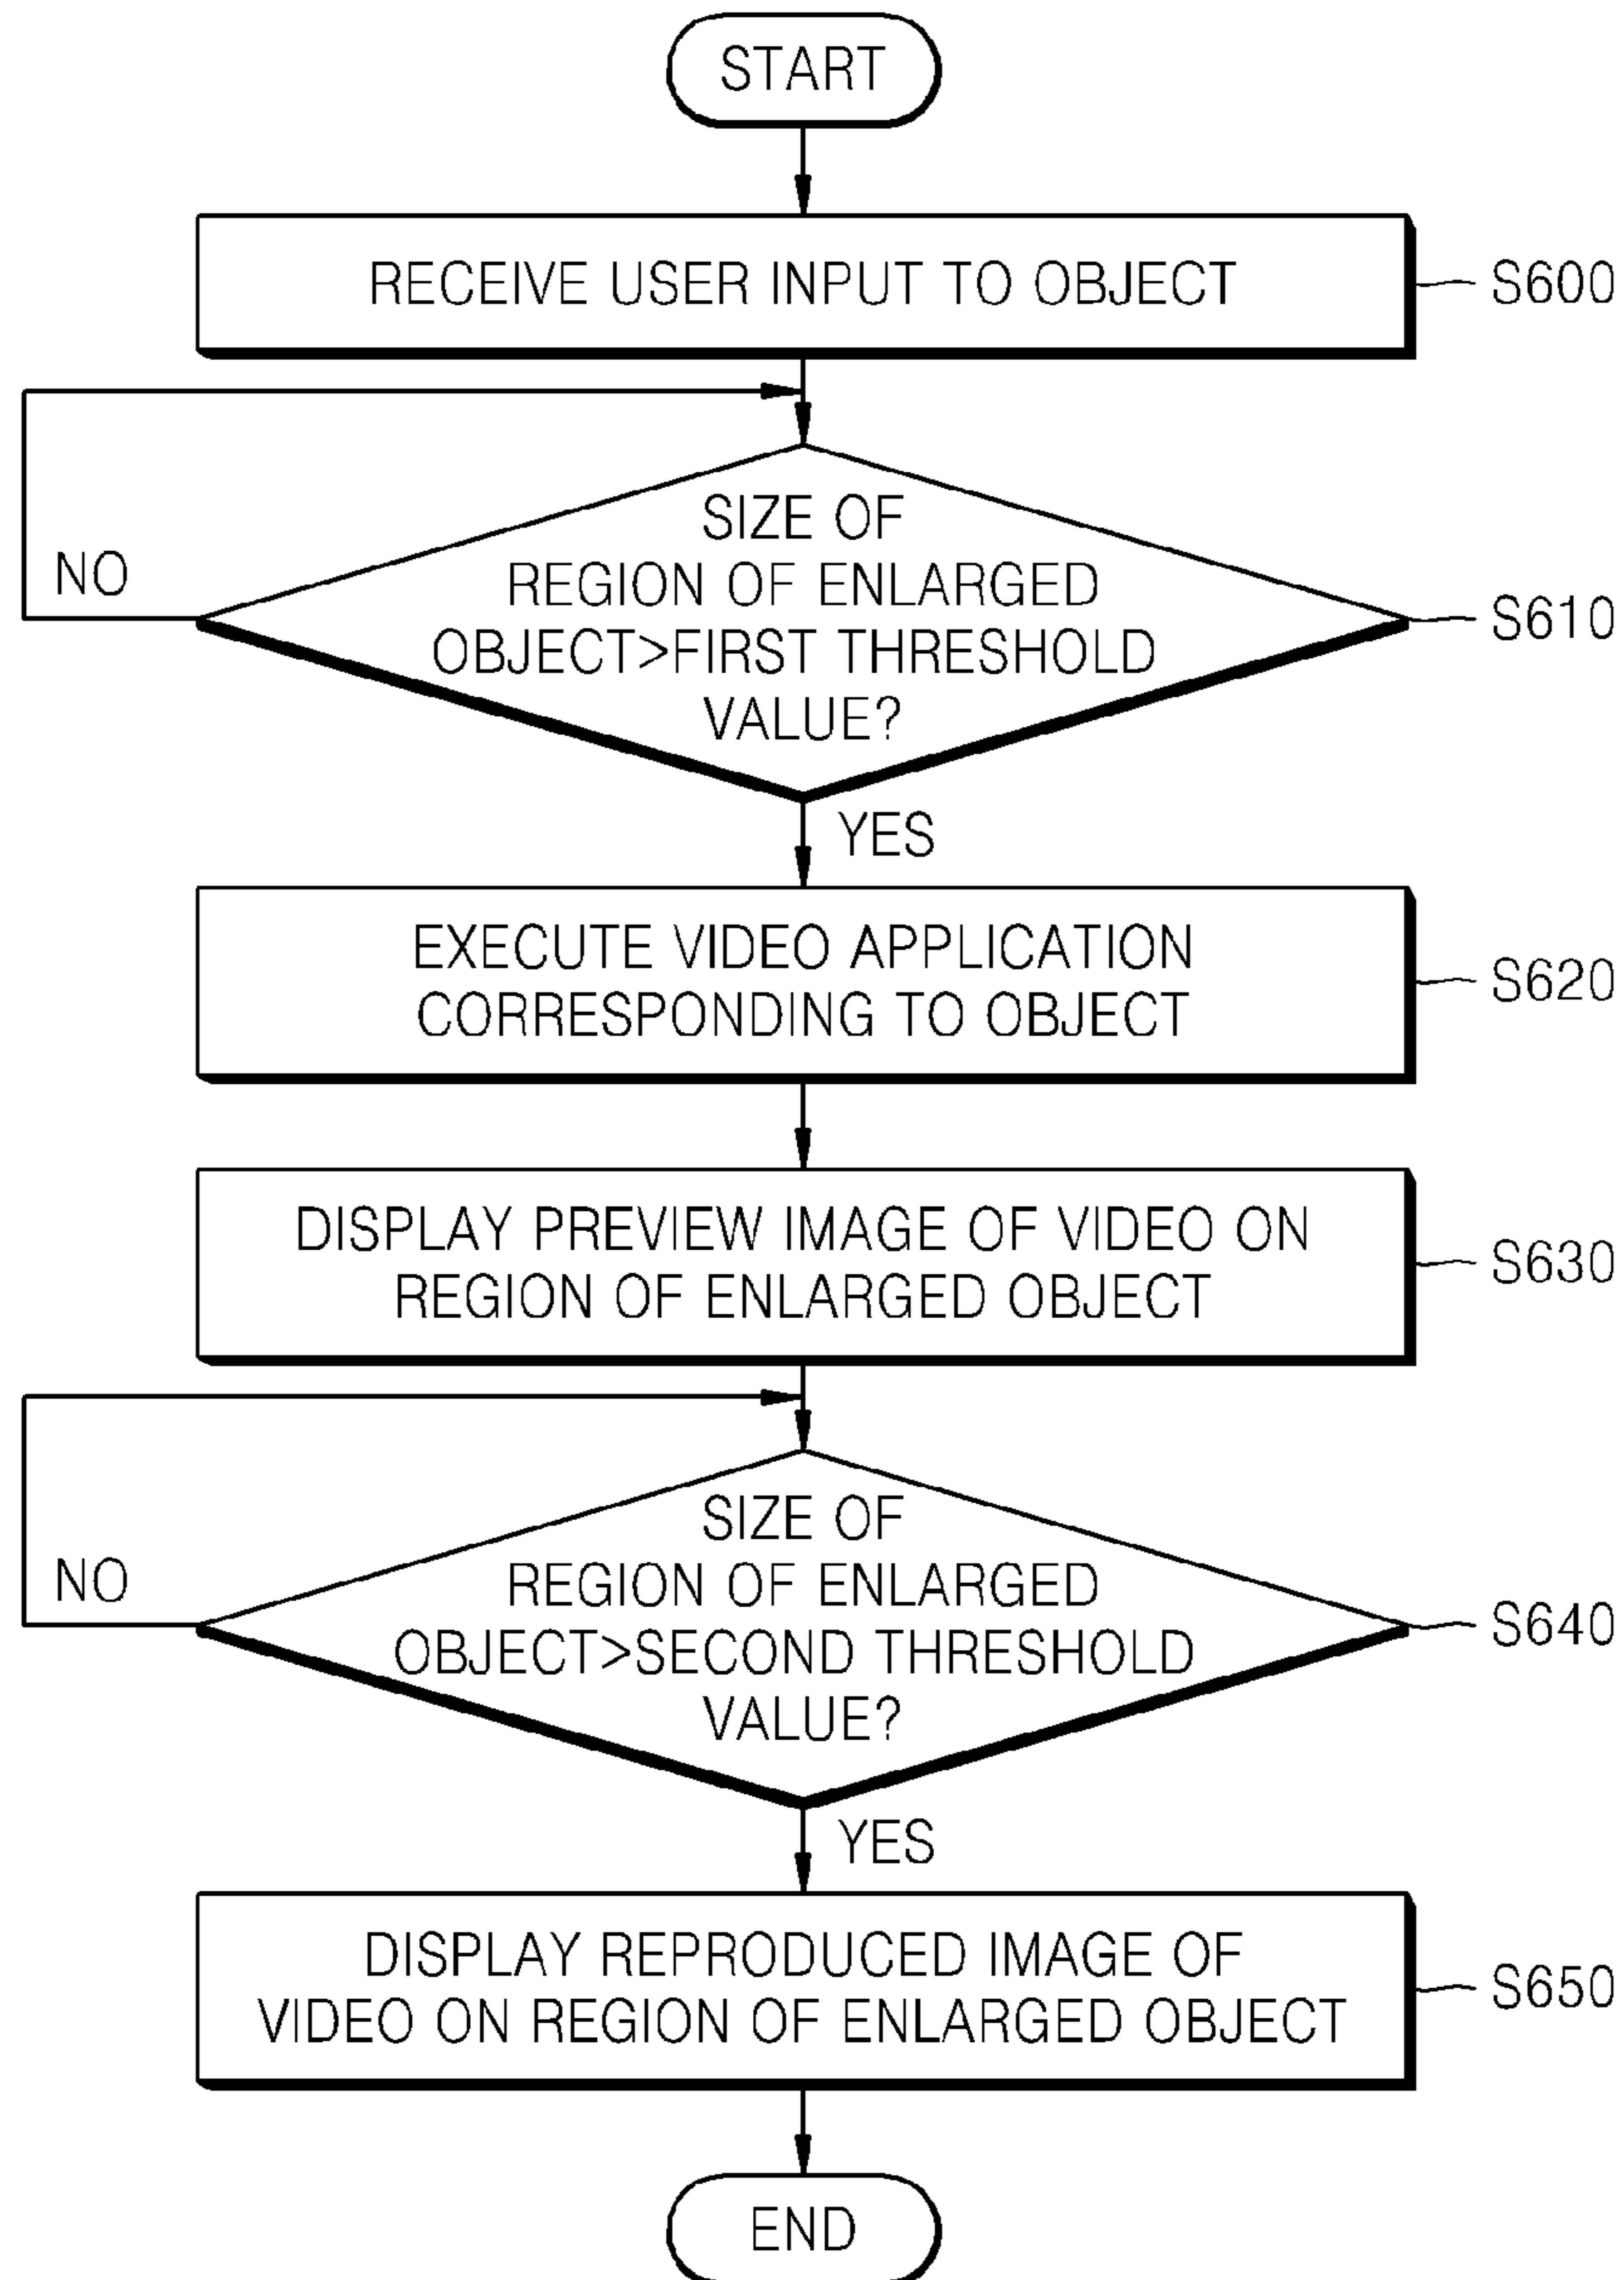 START
RECEIVE USER INPUT TO OBJECT
S600
SIZE OF
REGION OF ENLARGED
OBJECT>FIRST THRESHOLD
VALUE?
NO
S610
YES
EXECUTE VIDEO APPLICATION
CORRESPONDING TO OBJECT
S620
DISPLAY PREVIEW IMAGE OF VIDEO ON
REGION OF ENLARGED OBJECT
S630
SIZE OF
REGION OF ENLARGED
OBJECT>SECOND THRESHOLD
VALUE?
NO
S640
YES
DISPLAY REPRODUCED IMAGE OF
VIDEO ON REGION OF ENLARGED OBJECT
S650
END